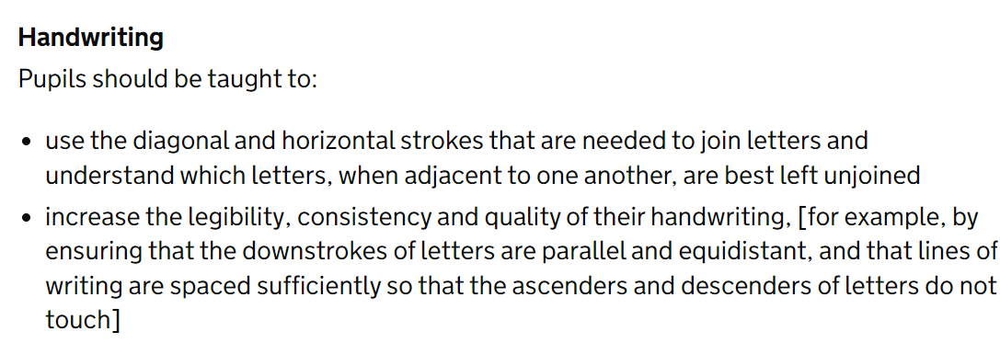 Handwriting
Pupils should be taught to:
• use the diagonal and horizontal strokes that are needed to join letters and
understand which letters, when adjacent to one another, are best left unjoined
• increase the legibility, consistency and quality of their handwriting, [for example, by
ensuring that the downstrokes of letters are parallel and equidistant, and that lines of
writing are spaced sufficiently so that the ascenders and descenders of letters do not
touch]